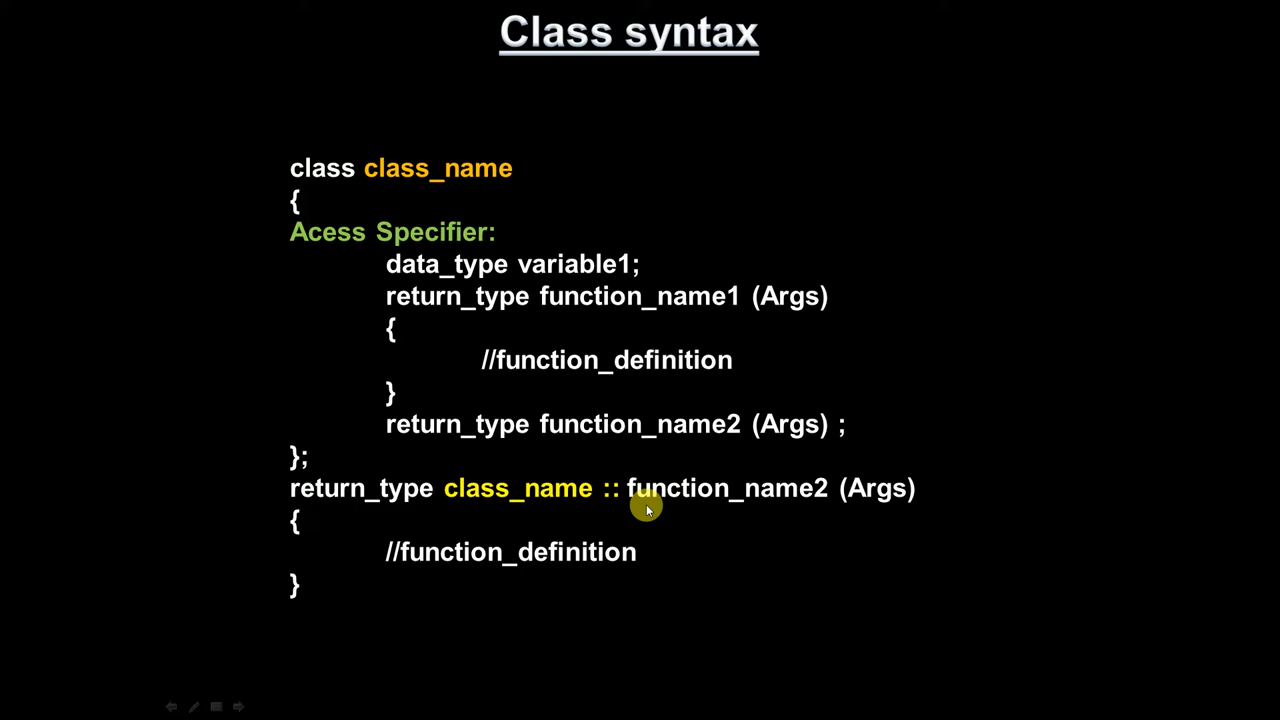 Class syntax
class class_name
{
Acess Specifier:
data_type variable1;
return_type function_name1 (Args)
{
//function_definition
}
return_type function_name2 (Args) ;
};
return_type class_name :: function_name2 (Args)
{
//function_definition
}